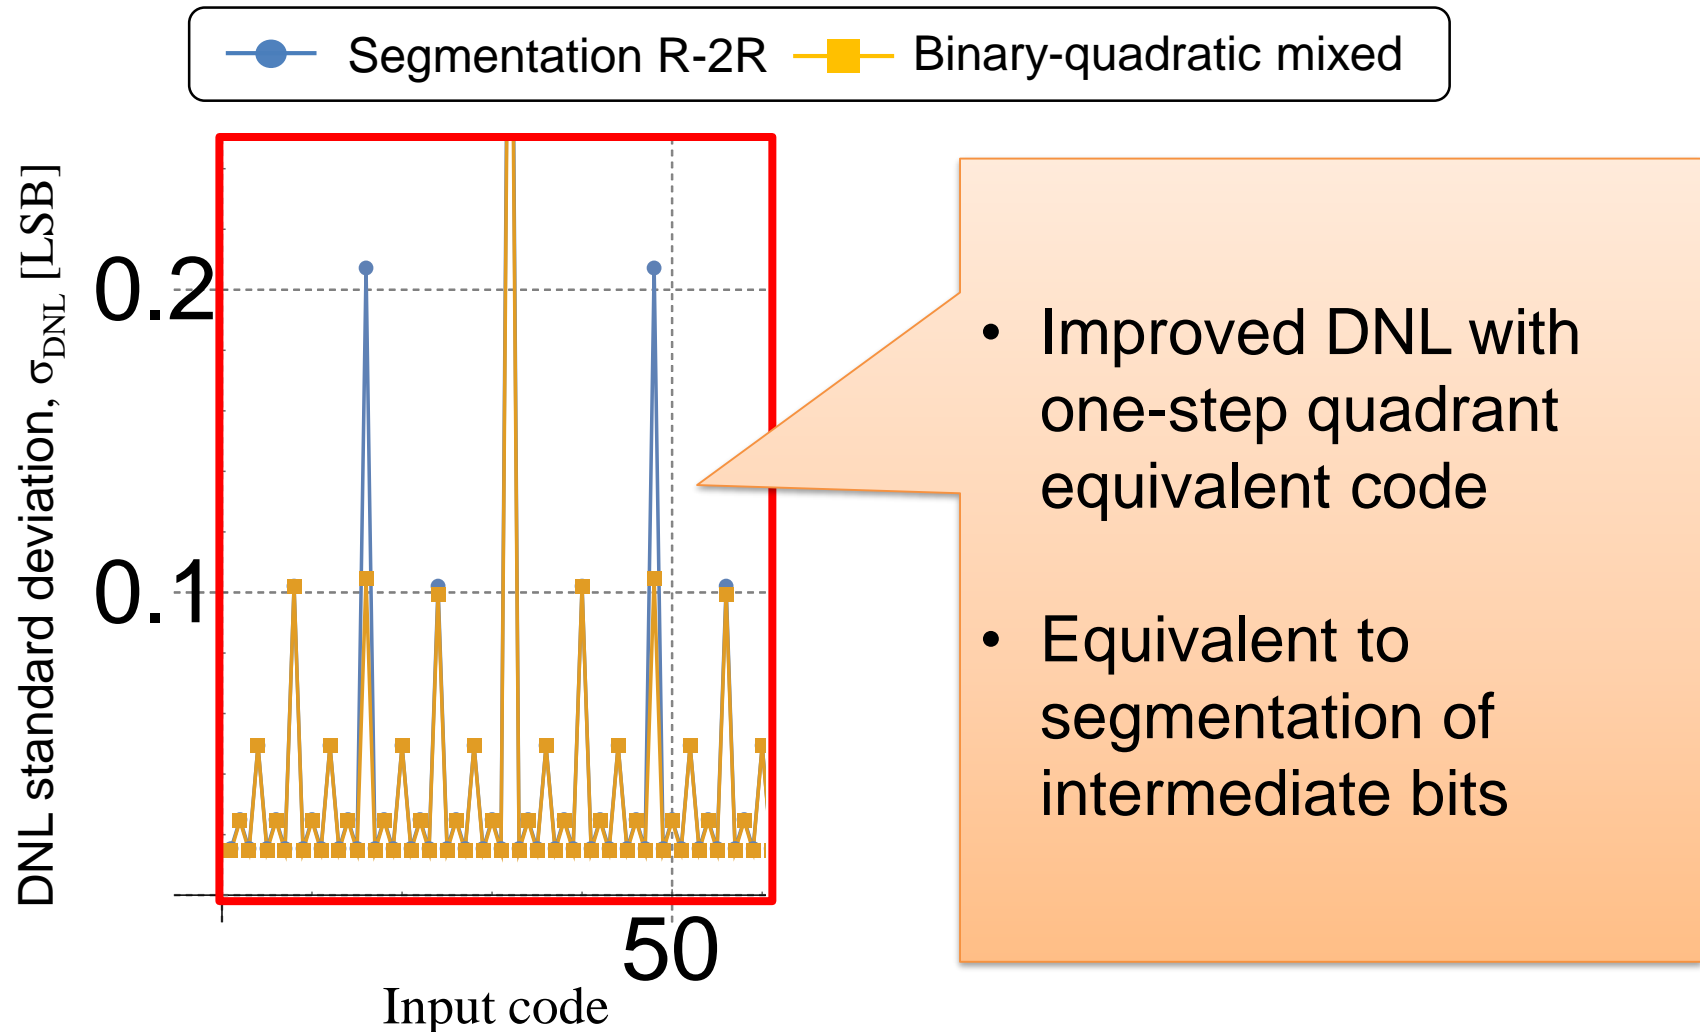 Segmentation R-2R
Binary-quadratic mixed
DNL standard deviation, σDNL [LSB]
0.2
0.1
50
Input code
• Improved DNL with
one-step quadrant
equivalent code
• Equivalent to
segmentation of
intermediate bits